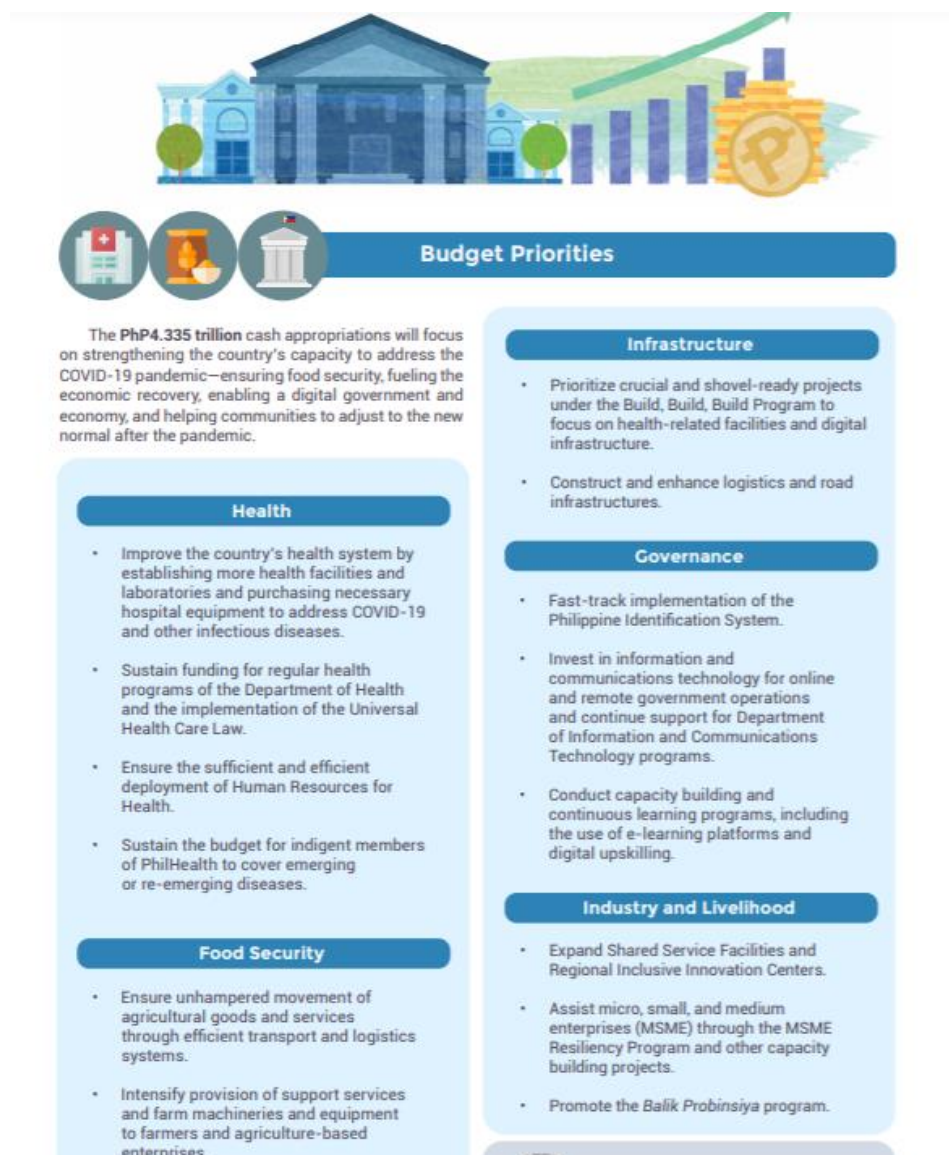 Budget Priorities
The PhP4.335 trillion cash appropriations will focus
on strengthening the country's capacity to address the
COVID-19 pandemic—ensuring food security, fueling the
economic recovery, enabling a digital government and
economy, and helping communities to adjust to the new
normal after the pandemic.
Health
• Improve the country's health system by
establishing more health facilities and
laboratories and purchasing necessary
hospital equipment to address COVID-19
and other infectious diseases.
• Sustain funding for regular health
programs of the Department of Health
and the implementation of the Universal
Health Care Law.
• Ensure the sufficient and efficient
deployment of Human Resources for
Health.
• Sustain the budget for indigent members
of PhilHealth to cover emerging
or re-emerging diseases.
Food Security
• Ensure unhampered movement of
agricultural goods and services
through efficient transport and logistics
systems.
• Intensify provision of support services
and farm machineries and equipment
to farmers and agriculture-based
enterprises
Infrastructure
• Prioritize crucial and shovel-ready projects
under the Build, Build, Build Program to
focus on health-related facilities and digital
infrastructure.
• Construct and enhance logistics and road
infrastructures.
Governance
• Fast-track implementation of the
Philippine Identification System.
• Invest in information and
communications technology for online
and remote government operations
and continue support for Department
of Information and Communications
Technology programs.
• Conduct capacity building and
continuous learning programs, including
the use of e-learning platforms and
digital upskilling.
Industry and Livelihood
• Expand Shared Service Facilities and
Regional Inclusive Innovation Centers.
• Assist micro, small, and medium
enterprises (MSME) through the MSME
Resiliency Program and other capacity
building projects.
• Promote the Balik Probinsiya program.